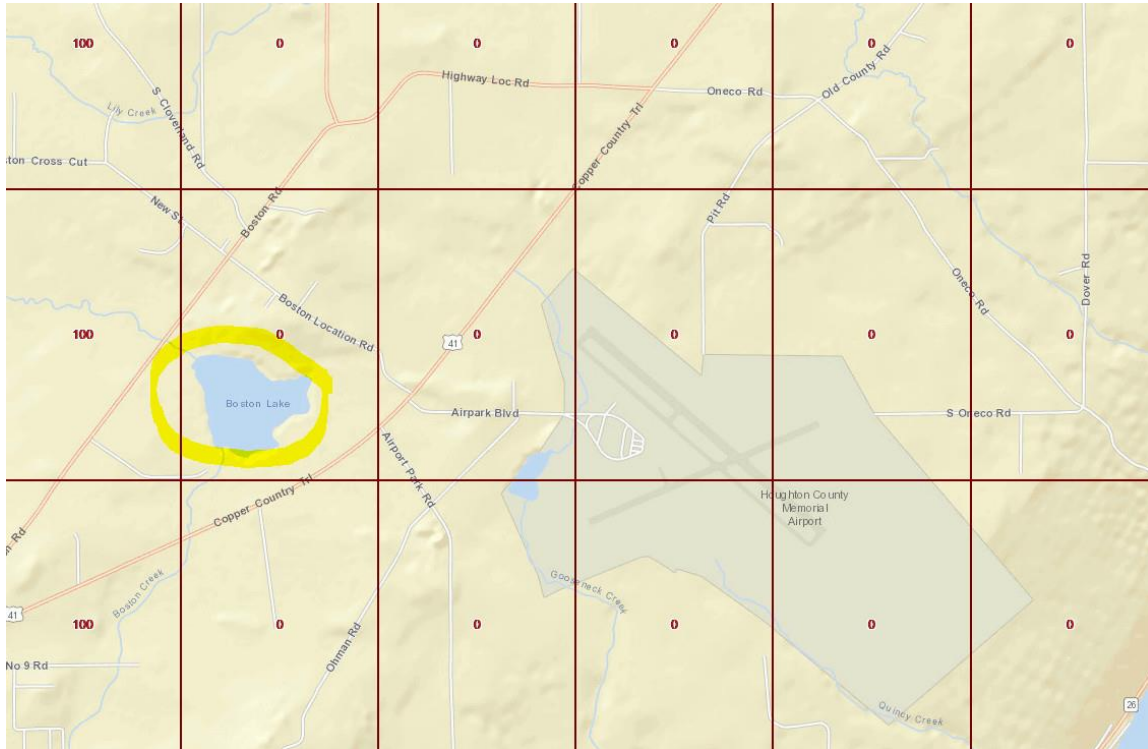 100
0
0
0
0
0
Highway Loc Rd
Oneco Rd
Old County Rd
Lily Creek
S Cloverland Rd
Copper Country Trl
ston Cross Cut
New St
Boston Rd
Pit Rd
Dover Rd
Oneco Rd
Boston Location Rd
100
0
0
0
0
0
41
Boston Lake
Airpark Blvd
S Oneco Rd
Airport Park Rd
Copper Country Trl
Houghton County
Memorial
Airport
n Rd
Boston Creek
Gooseneck Creek
41
100
0
0
0
0
0
Ohman Rd
No 9 Rd
Quincy Creek
26